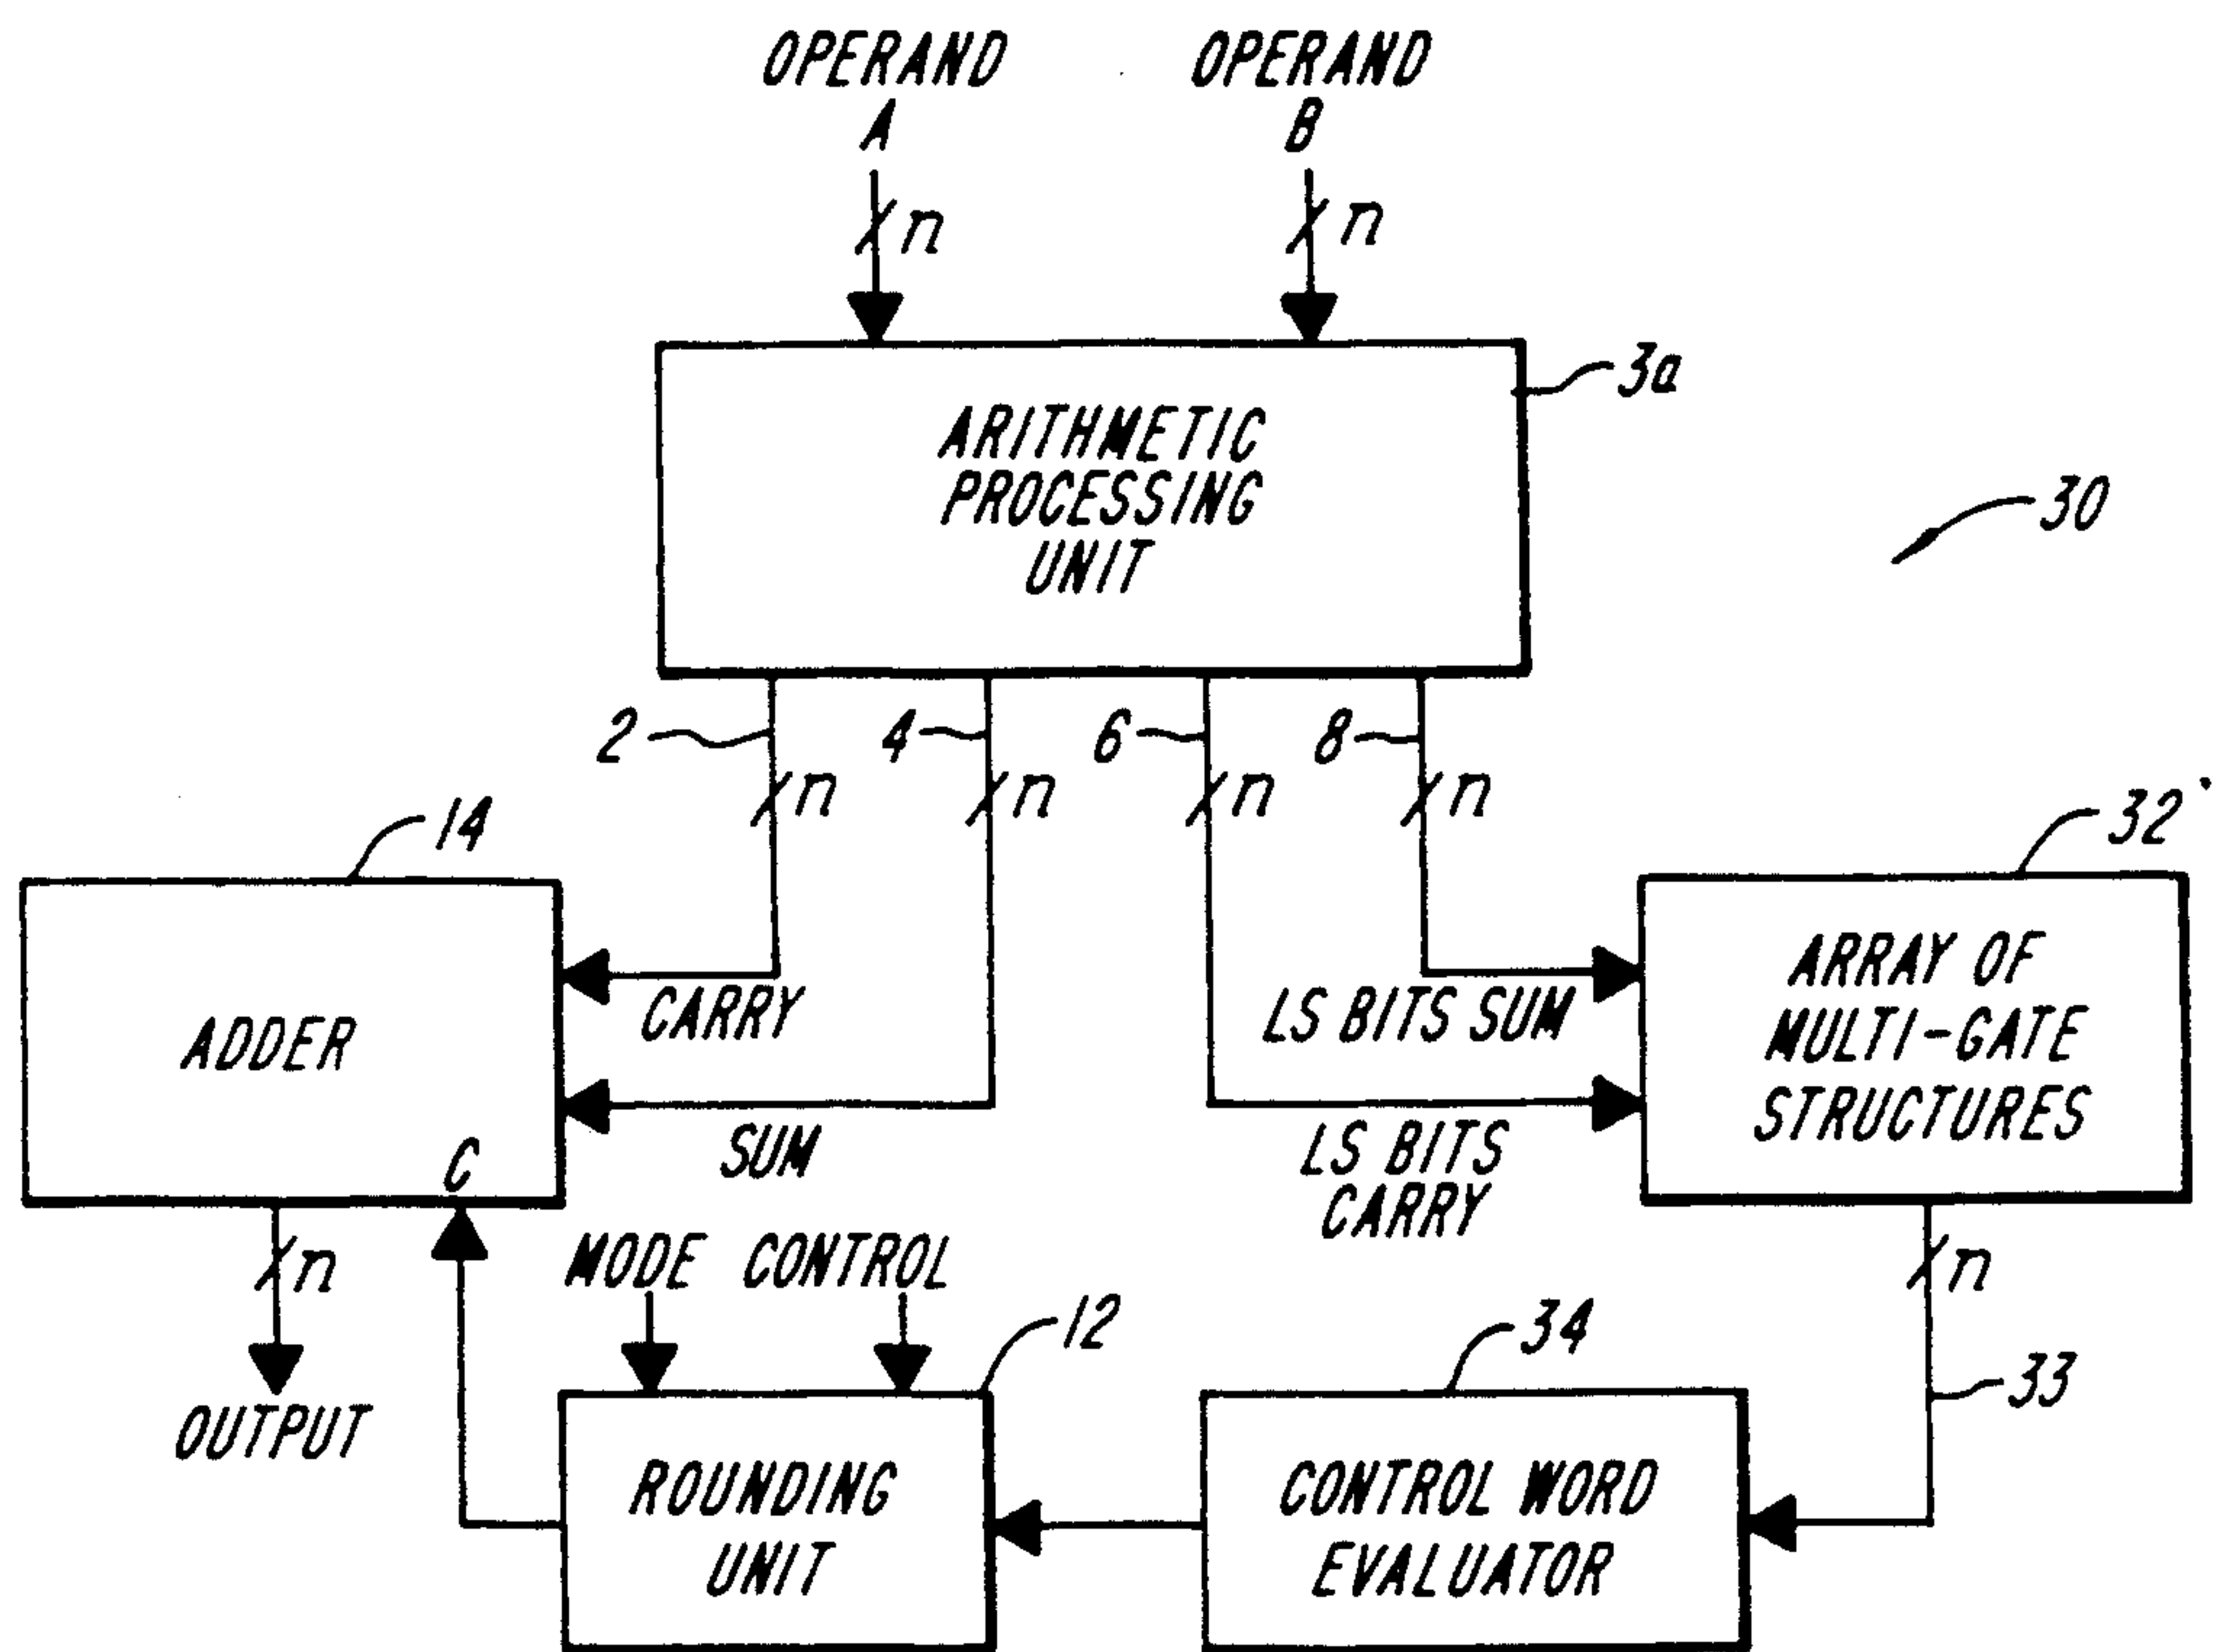 OPERAND
A
OPERAND
B
n
n
3a
ARITHMETIC
PROCESSING
UNIT
30
2
4
6
8
n
n
n
n
14
32
ADDER
C
CARRY
SUM
LS BITS SUM
LS BITS
CARRY
ARRAY OF
MULTI-GATE
STRUCTURES
n
OUTPUT
MODE CONTROL
12
34
n
33
ROUNDING
UNIT
CONTROL WORD
EVALUATOR